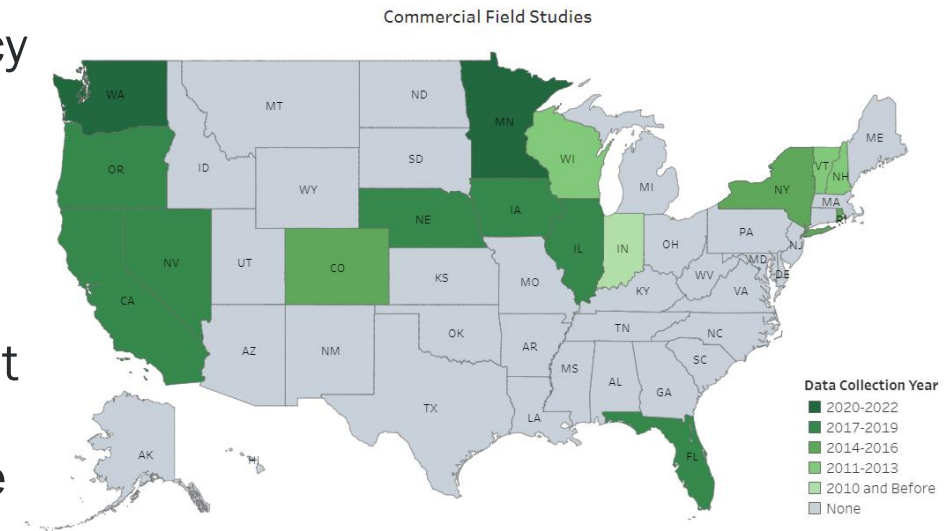 Commercial Field Studies
cy
t
e
WA
MT
ND
MN
ME
OR
ID
SD
WI
VT
NH
WY
MI
NY
MA
RI
NE
IA
PA
NJ
NV
UT
CO
IL
IN
OH
MD
DE
CA
KS
MO
KY
WV
VA
AZ
NM
OK
AR
TN
NC
MS
AL
GA
SC
TX
LA
AK
HI
FL
Data Collection Year
2020-2022
2017-2019
2014-2016
2011-2013
2010 and Before
None